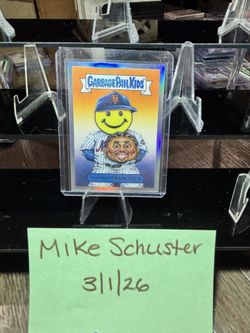 GARBAGE PAIL KIDS
Mike Schuster
3/1/26